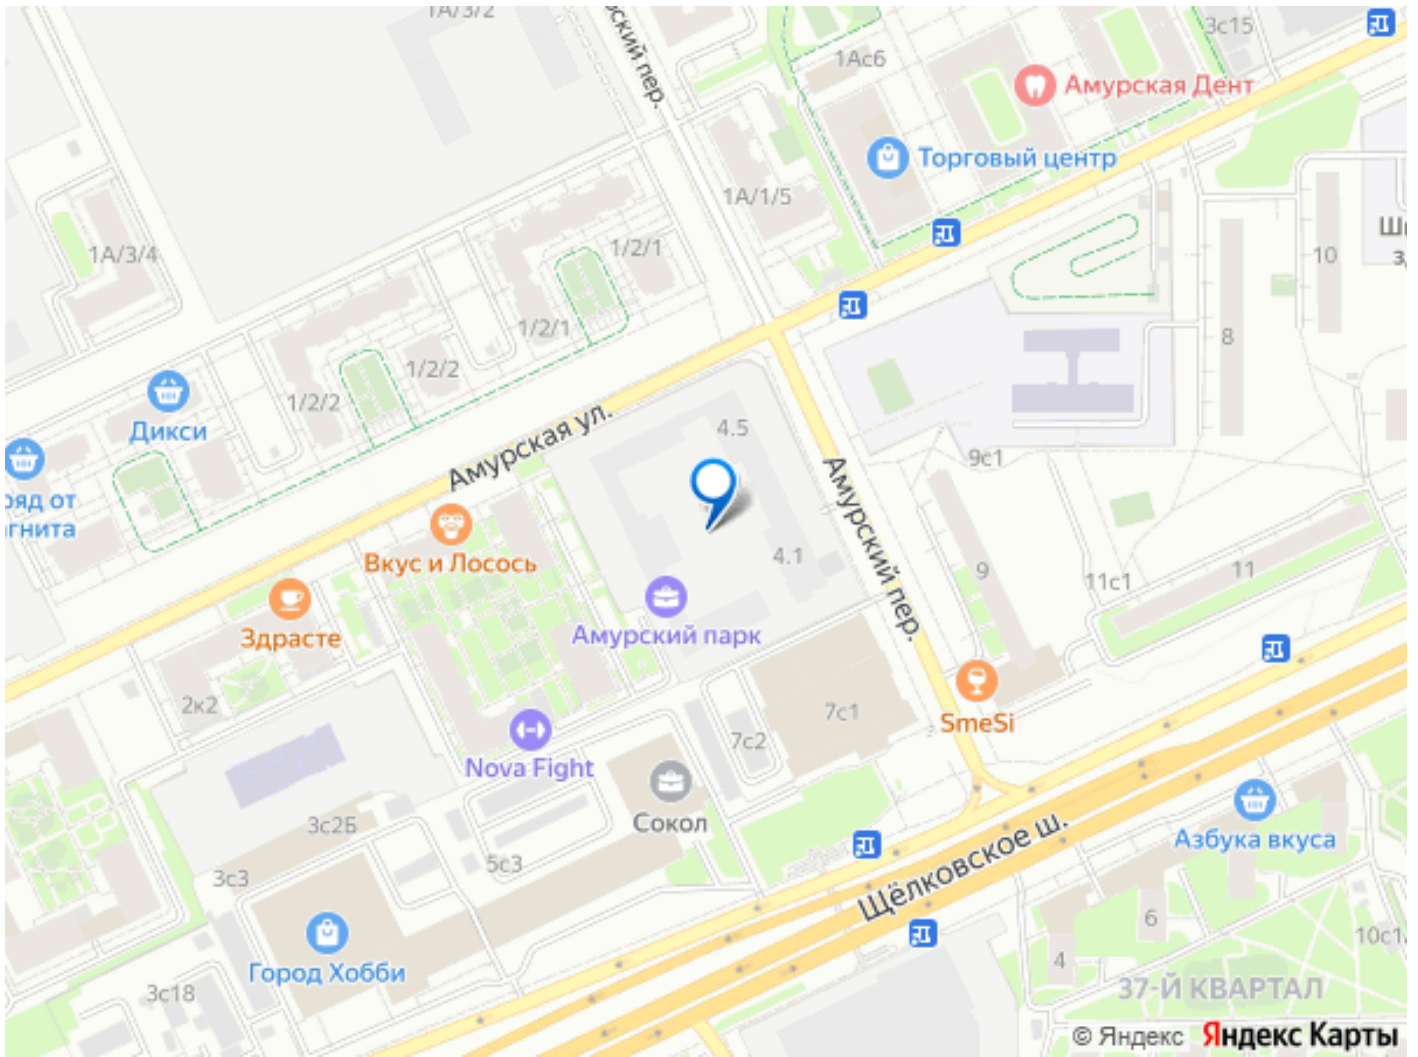 1А/3/2
3с15
1Ас6
Амурская Дент
Торговый центр
1А/1/5
1А/3/4
1/2/1
10
1/2/1
8
1/2/2
1/2/2
Дикси
4.5
Амурская ул.
9с1
Амурский пер.
Вкус и Лосось
4.1
9
11с1
11
Здрасте
Амурский парк
2к2
7с1
SmeSi
7с2
Nova Fight
Сокол
3с2Б
Азбука вкуса
5с3
3с3
Щёлковское ш.
6
10с1
Город Хобби
4
3с18
37-Й КВАРТАЛ
© Яндекс Яндекс Карты